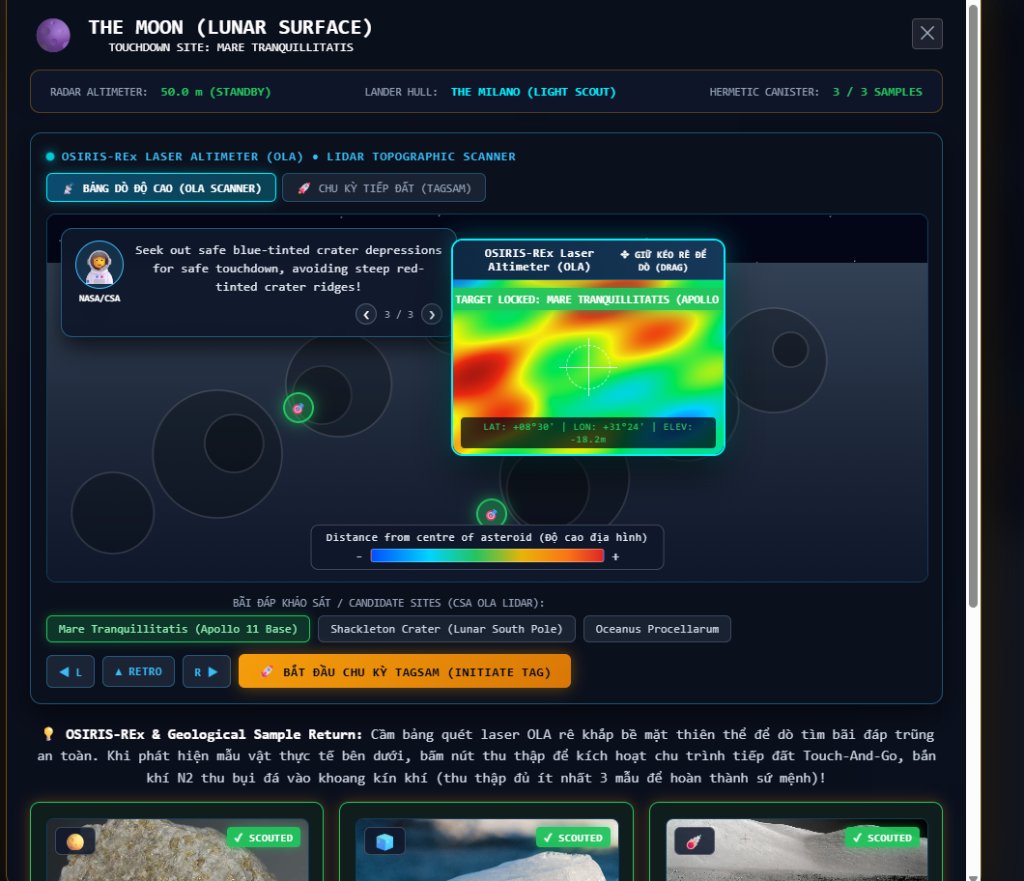 THE MOON (LUNAR SURFACE)
TOUCHDOWN SITE: MARE TRANQUILLITATIS
RADAR ALTIMETER: 50.0 m (STANDBY)
LANDER HULL: THE MILANO (LIGHT SCOUT)
HERMETIC CANISTER: 3 / 3 SAMPLES
OSIRIS-REx LASER ALTIMETER (OLA) • LIDAR TOPOGRAPHIC SCANNER
BẢNG DÒ ĐỘ CAO (OLA SCANNER)
CHU KỲ TIẾP ĐẤT (TAGSAM)
Seek out safe blue-tinted crater depressions
for safe touchdown, avoiding steep red-
tinted crater ridges!
NASA/CSA
❮ 3 / 3 ❯
OSIRIS-REx Laser
Altimeter (OLA)
✥ GIỮ KÉO RÊ ĐỂ
DÒ (DRAG)
TARGET LOCKED: MARE TRANQUILLITATIS (APOLLO
LAT: +08°30' | LON: +31°24' | ELEV:
-18.2m
Distance from centre of asteroid (Độ cao địa hình)
- +
BÃI ĐÁP KHẢO SÁT / CANDIDATE SITES (CSA OLA LIDAR):
Mare Tranquillitatis (Apollo 11 Base)
Shackleton Crater (Lunar South Pole)
Oceanus Procellarum
◀ L
▲ RETRO
R ▶
BẮT ĐẦU CHU KỲ TAGSAM (INITIATE TAG)
OSIRIS-REx & Geological Sample Return: Cầm bảng quét laser OLA rê khắp bề mặt thiên thể để dò tìm bãi đáp trũng
an toàn. Khi phát hiện mẫu vật thực tế bên dưới, bấm nút thu thập để kích hoạt chu trình tiếp đất Touch-And-Go, bắn
khí N2 thu bụi đá vào khoang kín khí (thu thập đủ ít nhất 3 mẫu để hoàn thành sứ mệnh)!
✓ SCOUTED
✓ SCOUTED
✓ SCOUTED